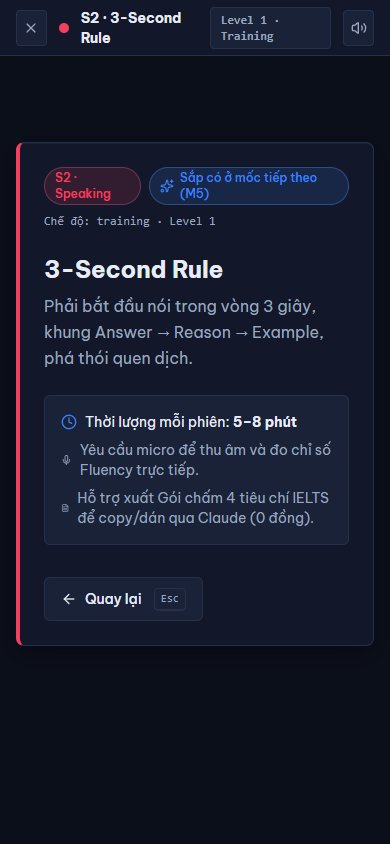 S2 · 3-Second
Rule
Level 1 ·
Training
S2 ·
Speaking
Sắp có ở mốc tiếp theo
(M5)
Chế độ: training · Level 1
3-Second Rule
Phải bắt đầu nói trong vòng 3 giây,
khung Answer → Reason → Example,
phá thói quen dịch.
Thời lượng mỗi phiên: 5–8 phút
Yêu cầu micro để thu âm và đo chỉ số
Fluency trực tiếp.
Hỗ trợ xuất Gói chấm 4 tiêu chí IELTS
để copy/dán qua Claude (0 đồng).
← Quay lại Esc